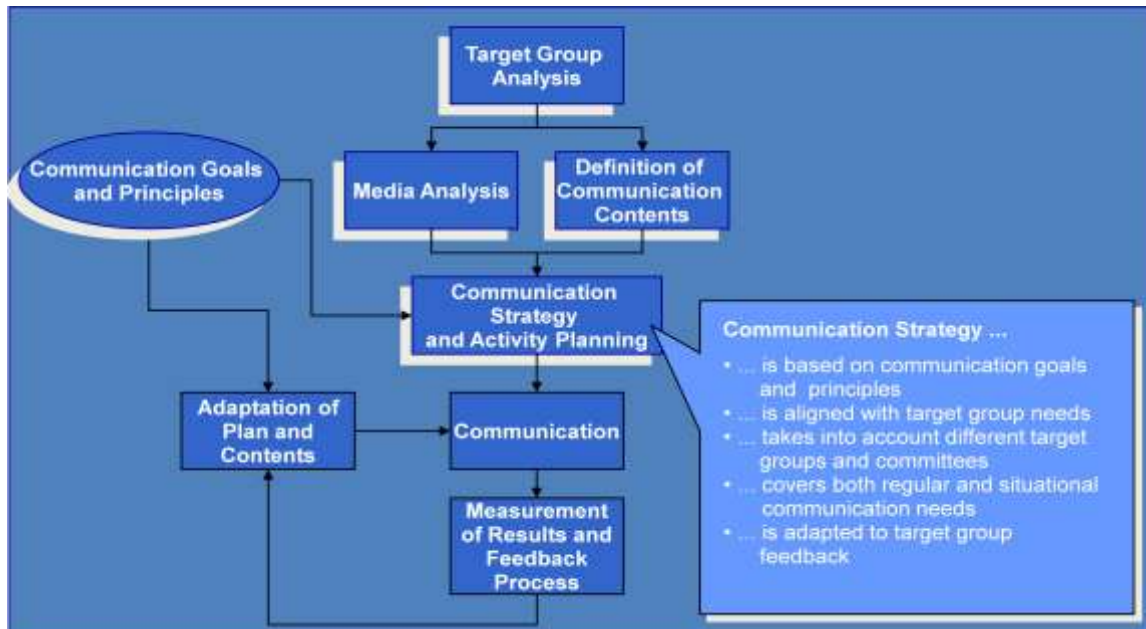 Target Group
Analysis
Communication Goals
and Principles
Media Analysis
Definition of
Communication
Contents
Communication
Strategy
and Activity Planning
Communication Strategy ...
• ... is based on communication goals
and principles
• ... is aligned with target group needs
• ... takes into account different target
groups and committees
• ... covers both regular and situational
communication needs
• ... is adapted to target group
feedback
Adaptation of
Plan and
Contents
Communication
Measurement
of Results and
Feedback
Process